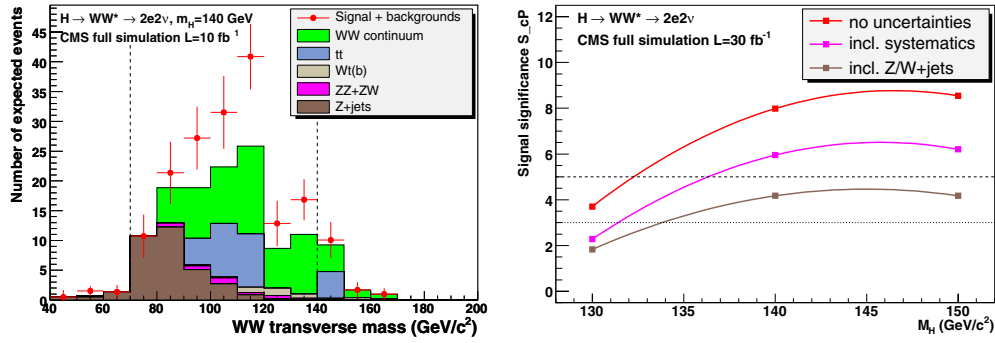 H → WW* → 2e2ν, m_H=140 GeV
CMS full simulation L=10 fb⁻¹
Signal + backgrounds
WW continuum
tt
Wt(b)
ZZ+ZW
Z+jets
Number of expected events
45
40
35
30
25
20
15
10
5
0
40 60 80 100 120 140 160 180 200
WW transverse mass (GeV/c²)
H → WW* → 2e2ν
CMS full simulation L=30 fb⁻¹
no uncertainties
incl. systematics
incl. Z/W+jets
Signal significance S_cP
12
10
8
6
4
2
0
130 135 140 145 150
M_H (GeV/c²)